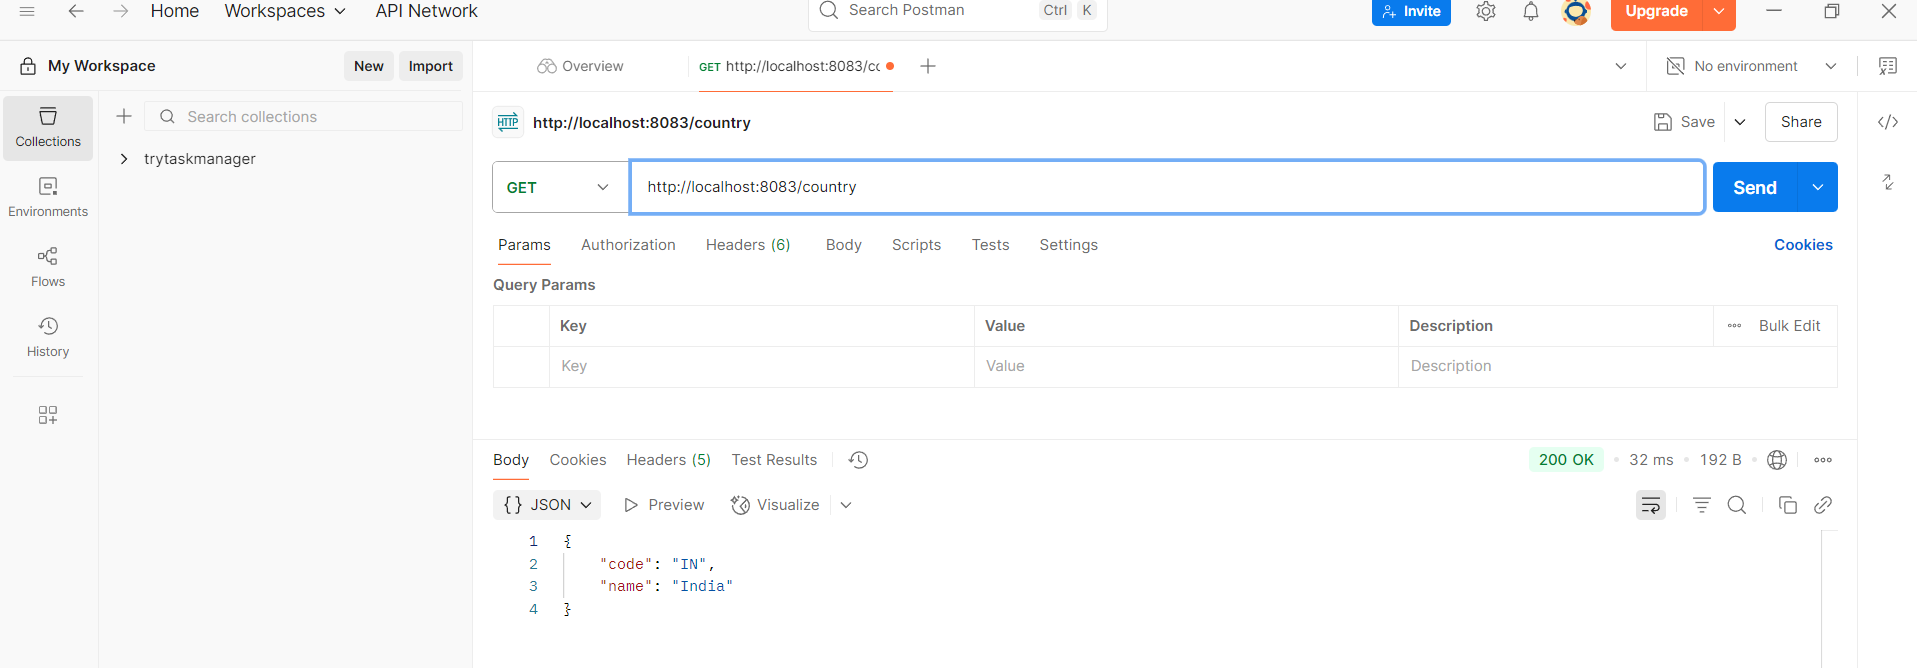 Home Workspaces API Network Search Postman Ctrl K Invite Upgrade
My Workspace New Import Overview GET http://localhost:8083/cc No environment
Collections
Search collections
http://localhost:8083/country Save Share
trytaskmanager
GET http://localhost:8083/country Send
Environments
Params Authorization Headers (6) Body Scripts Tests Settings Cookies
Flows
Query Params
Key Value Description Bulk Edit
History
Key Value Description
Body Cookies Headers (5) Test Results 200 OK • 32 ms • 192 B •
{} JSON Preview Visualize
1 {
2 "code": "IN",
3 "name": "India"
4 }